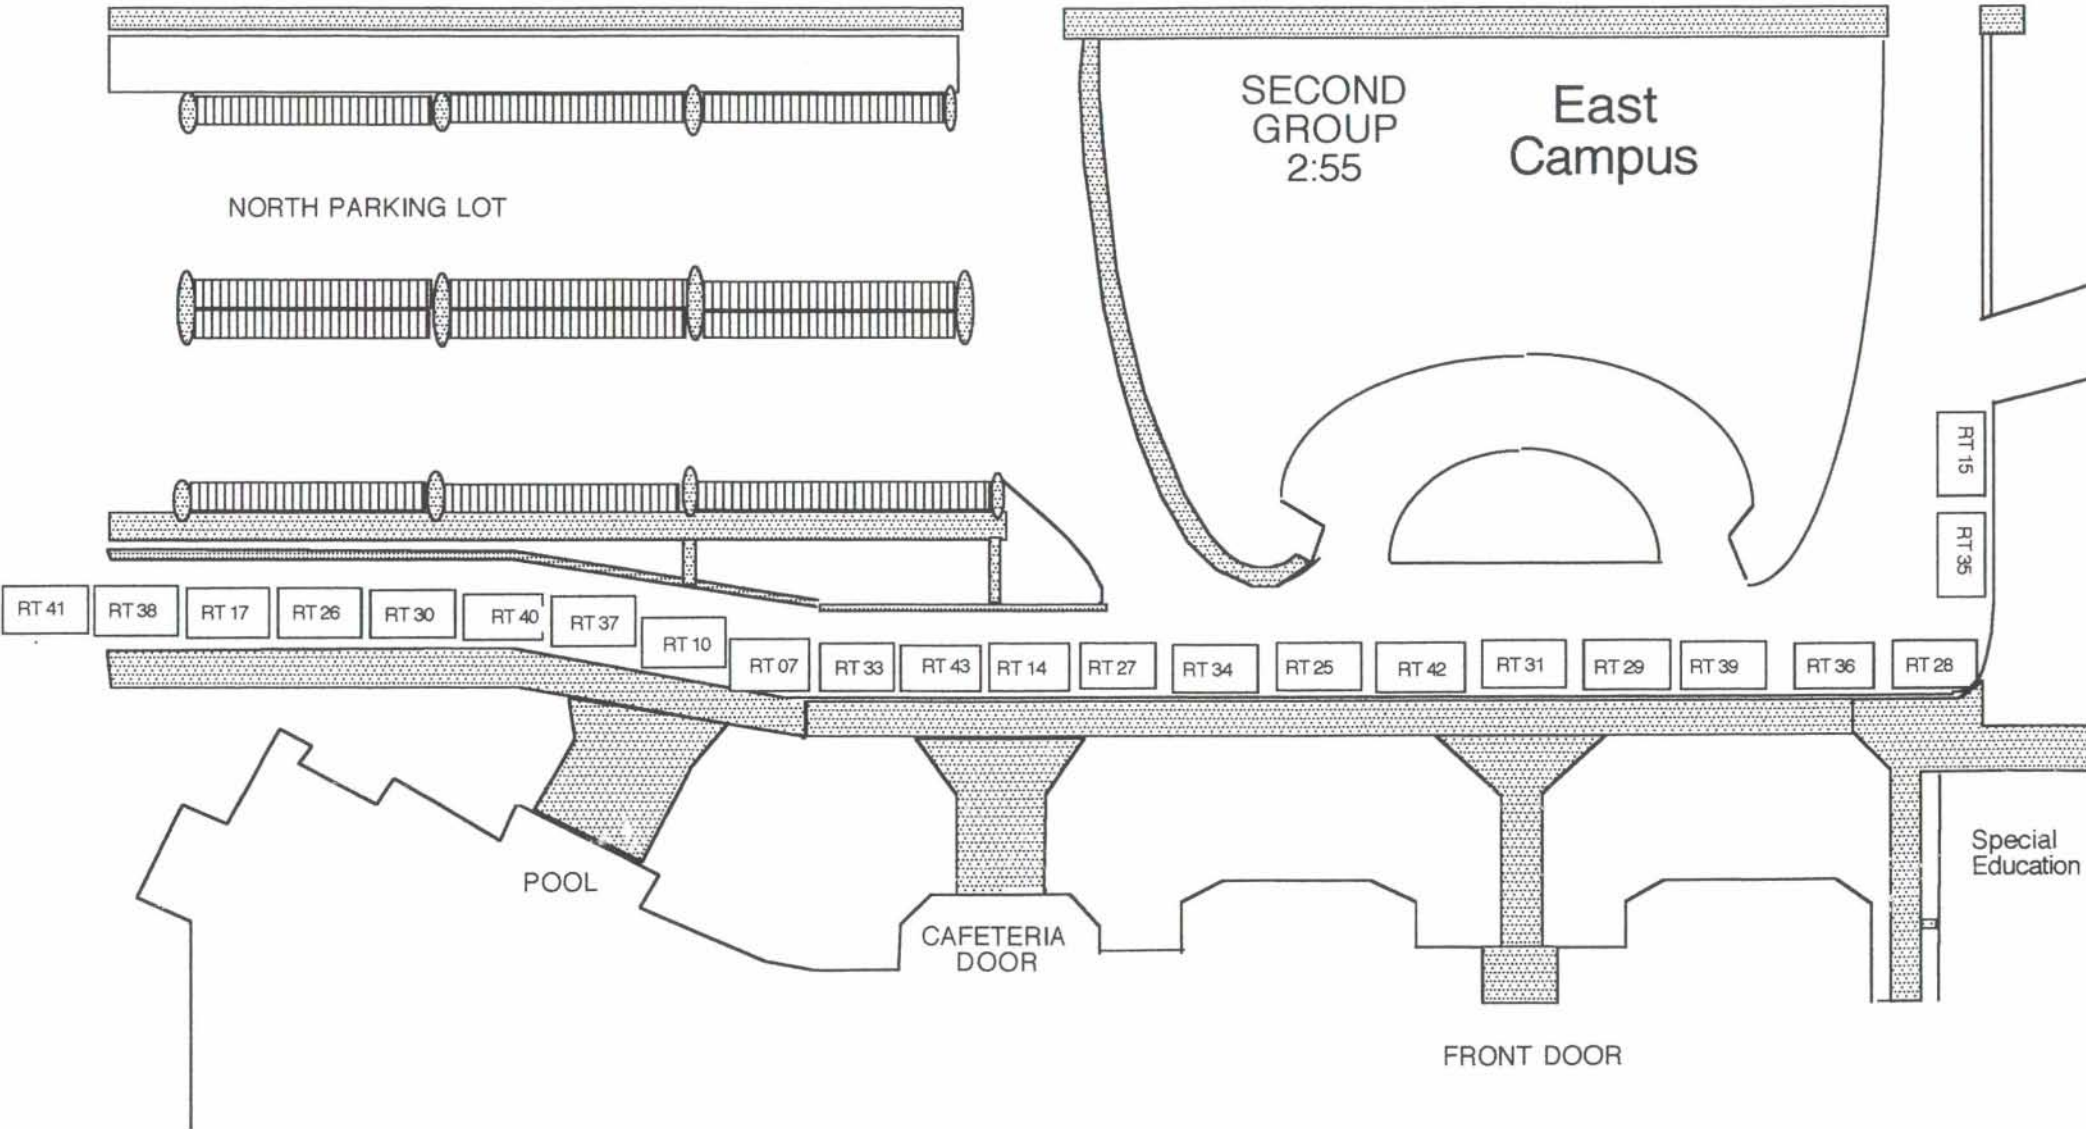 SECOND
GROUP
2:55
East
Campus
NORTH PARKING LOT
RT 15
RT 35
RT 41
RT 38
RT 17
RT 26
RT 30
RT 40
RT 37
RT 10
RT 07
RT 33
RT 43
RT 14
RT 27
RT 34
RT 25
RT 42
RT 31
RT 29
RT 39
RT 36
RT 28
POOL
CAFETERIA
DOOR
Special
Education
FRONT DOOR